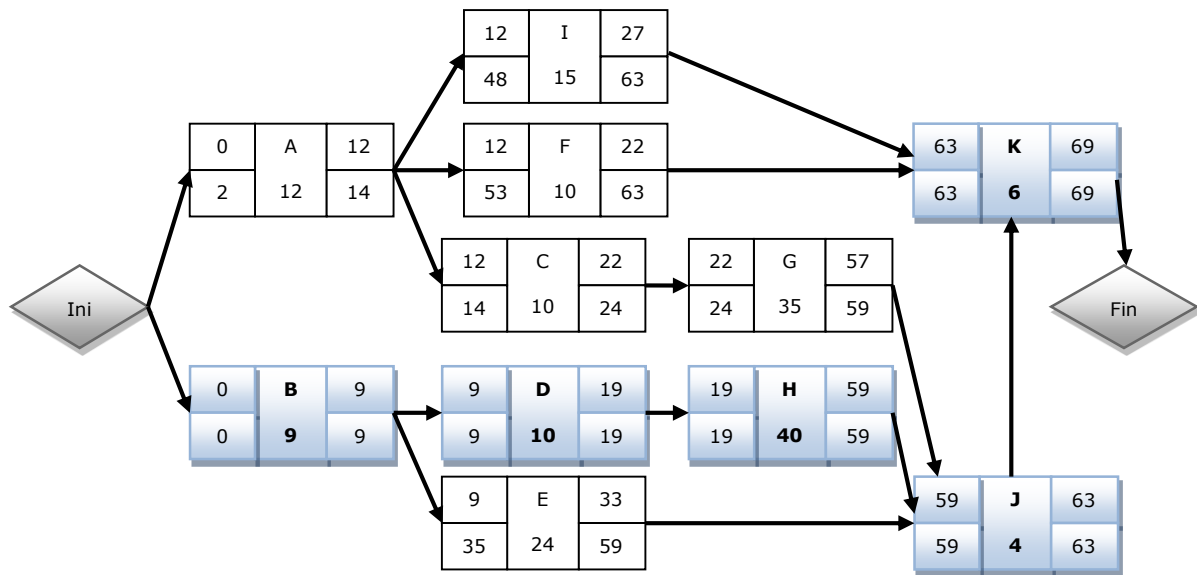 12 I 27
48 15 63
0 A 12
2 12 14
12 F 22
53 10 63
63 K 69
63 6 69
12 C 22
14 10 24
22 G 57
24 35 59
Ini
Fin
0 B 9
0 9 9
9 D 19
9 10 19
19 H 59
19 40 59
9 E 33
35 24 59
59 J 63
59 4 63